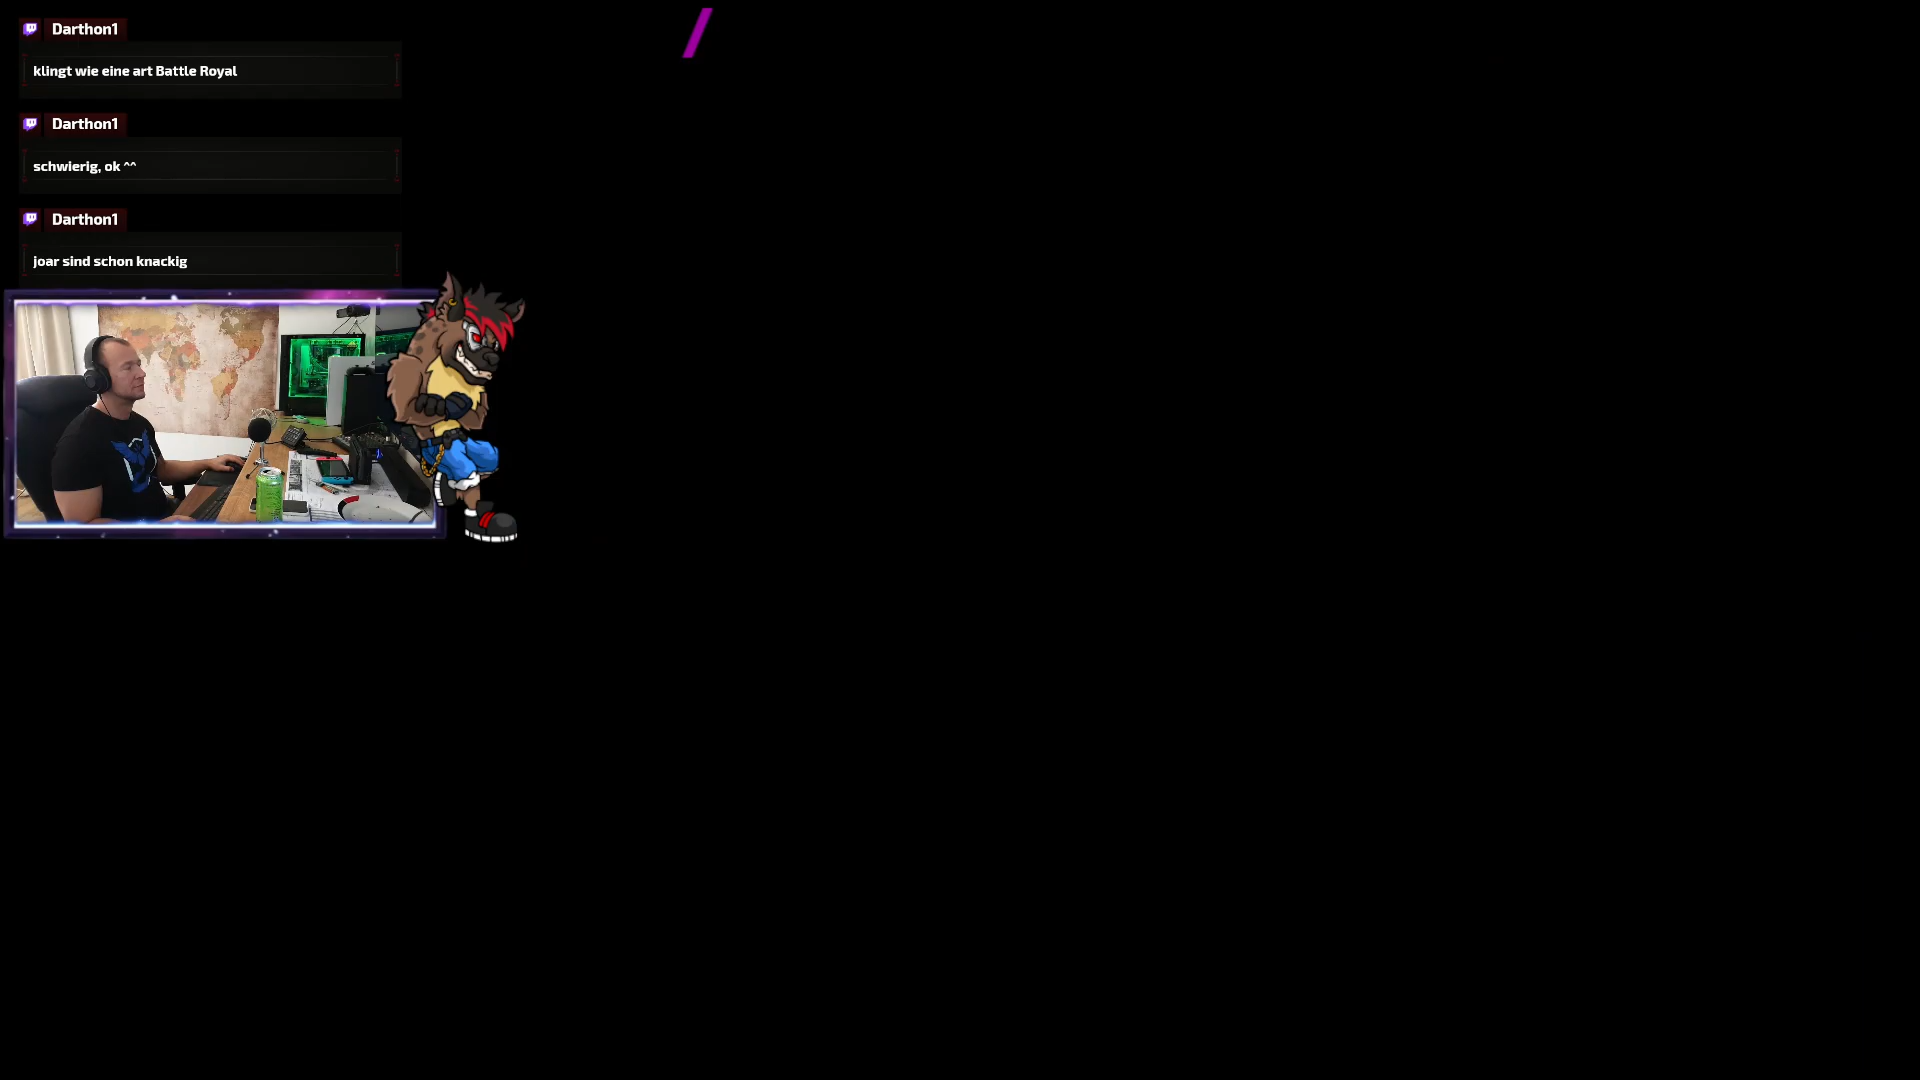 Darthon1
klingt wie eine art Battle Royal
Darthon1
schwierig, ok ^^
Darthon1
joar sind schon knackig
/